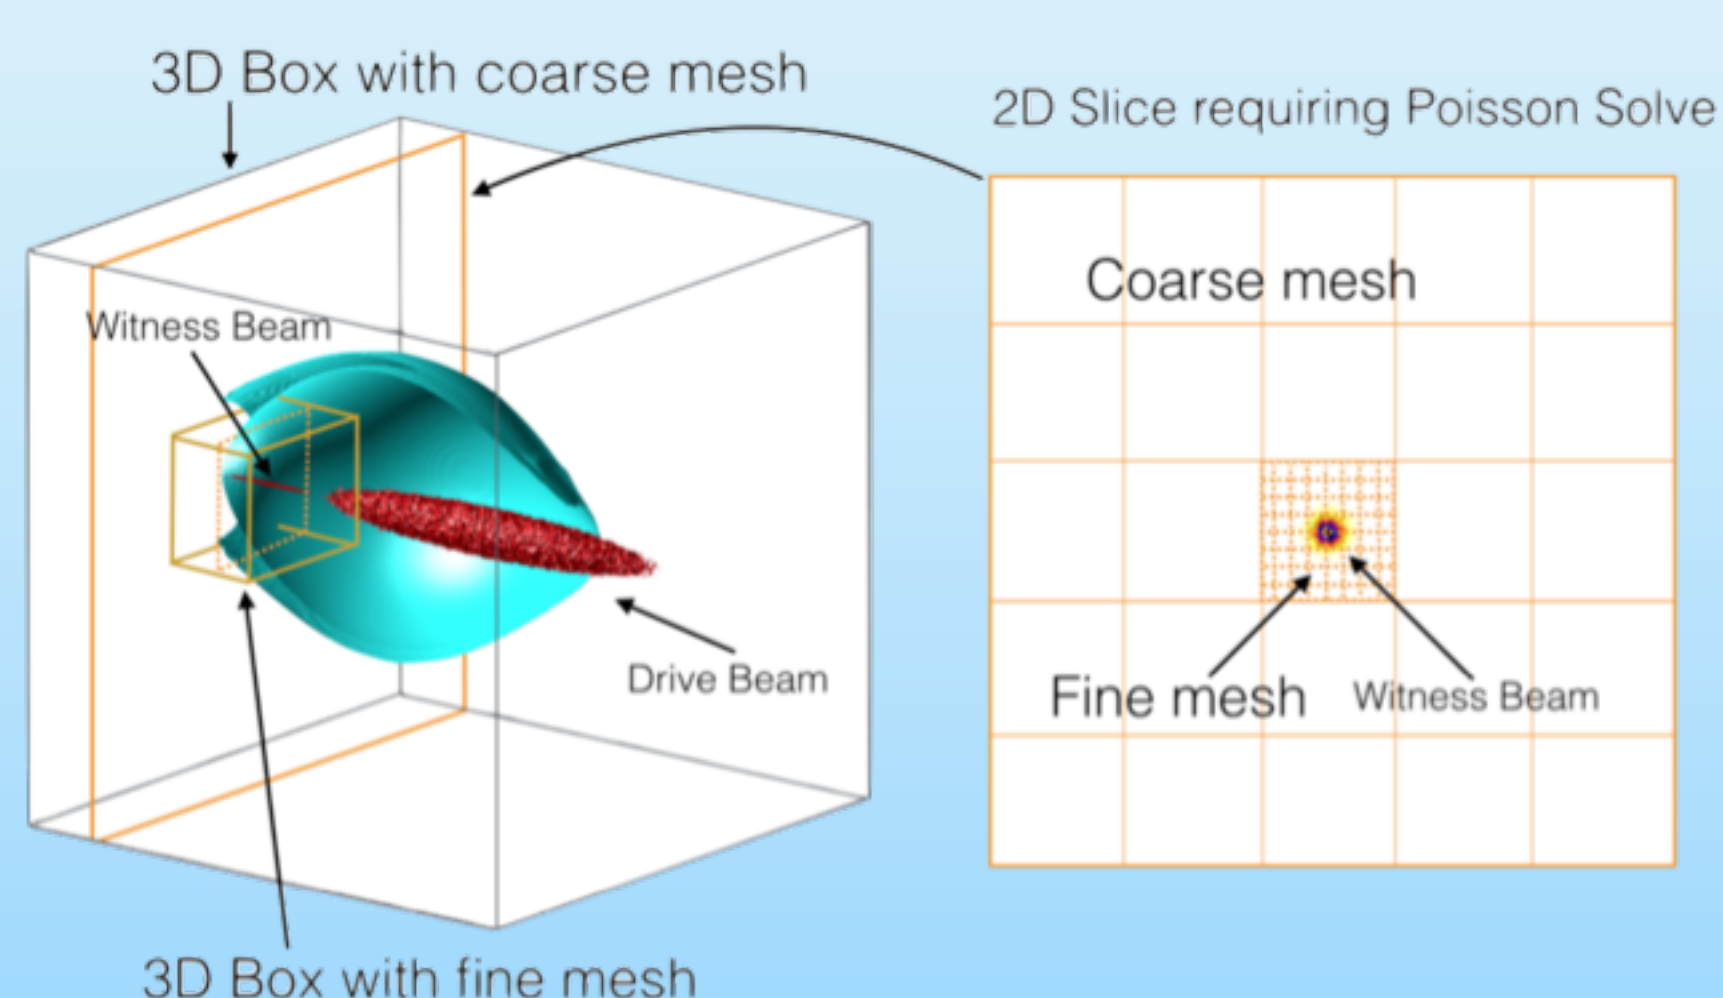 3D Box with coarse mesh
2D Slice requiring Poisson Solve
Witness Beam
Drive Beam
3D Box with fine mesh
Coarse mesh
Fine mesh
Witness Beam